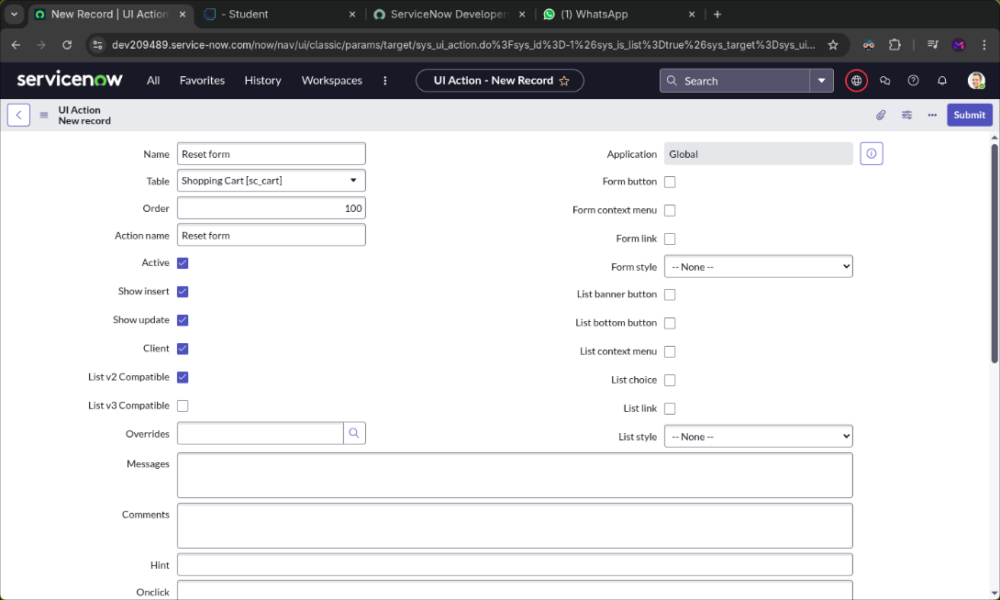 New Record | UI Action
- Student
ServiceNow Developer
(1) WhatsApp
dev209489.service-now.com/now/nav/ui/classic/params/target/sys_ui_action.do%3Fsys_id%3D-1%26sys_is_list%3Dtrue%26sys_target%3Dsys_ui...
servicenow
All
Favorites
History
Workspaces
UI Action - New Record
Search
UI Action
New record
Submit
Name
Reset form
Application
Global
Table
Shopping Cart [sc_cart]
Form button
Order
100
Form context menu
Action name
Reset form
Form link
Active
Form style
-- None --
Show insert
List banner button
Show update
List bottom button
Client
List context menu
List v2 Compatible
List choice
List v3 Compatible
List link
Overrides
List style
-- None --
Messages
Comments
Hint
Onclick